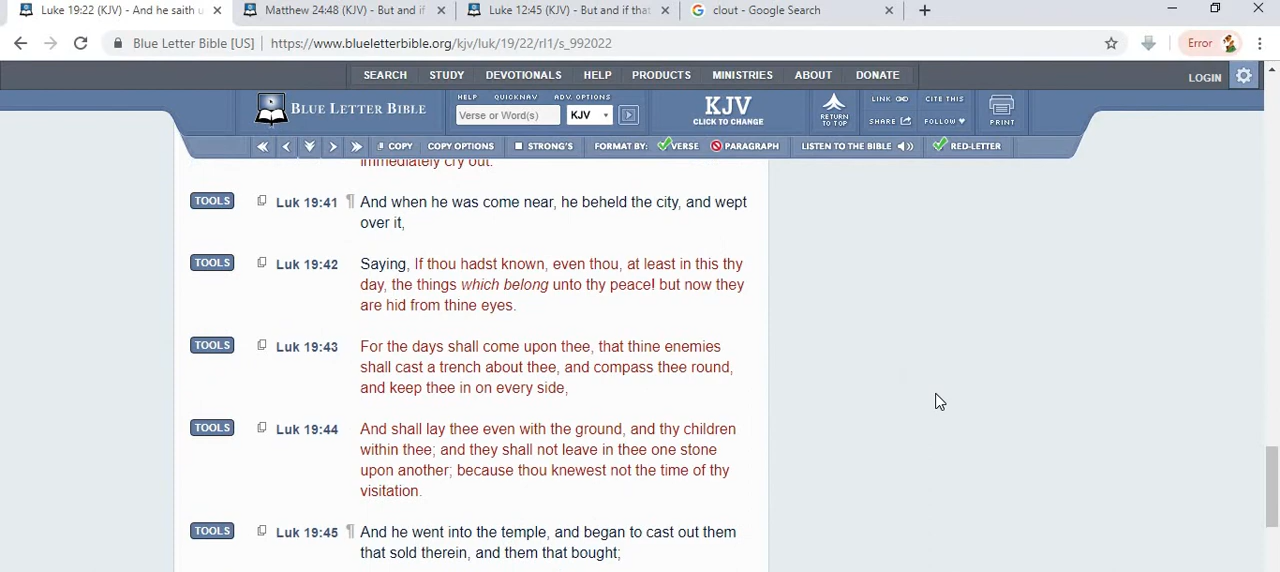 Luke 19:22 (KJV) - And he saith u
Matthew 24:48 (KJV) - But and if
Luke 12:45 (KJV) - But and if that
clout - Google Search
Blue Letter Bible [US] https://www.blueletterbible.org/kjv/luk/19/22/rl1/s_992022
Error
SEARCH STUDY DEVOTIONALS HELP PRODUCTS MINISTRIES ABOUT DONATE
LOGIN
BLUE LETTER BIBLE
HELP QUICKNAV ADV. OPTIONS
Verse or Word(s) KJV
KJV
CLICK TO CHANGE
RETURN
TO TOP
LINK CITE THIS
SHARE FOLLOW
PRINT
COPY COPY OPTIONS STRONG'S FORMAT BY: VERSE PARAGRAPH LISTEN TO THE BIBLE RED-LETTER
immediately cry out.
TOOLS Luk 19:41 ¶ And when he was come near, he beheld the city, and wept
over it,
TOOLS Luk 19:42 Saying, If thou hadst known, even thou, at least in this thy
day, the things which belong unto thy peace! but now they
are hid from thine eyes.
TOOLS Luk 19:43 For the days shall come upon thee, that thine enemies
shall cast a trench about thee, and compass thee round,
and keep thee in on every side,
TOOLS Luk 19:44 And shall lay thee even with the ground, and thy children
within thee; and they shall not leave in thee one stone
upon another; because thou knewest not the time of thy
visitation.
TOOLS Luk 19:45 ¶ And he went into the temple, and began to cast out them
that sold therein, and them that bought;